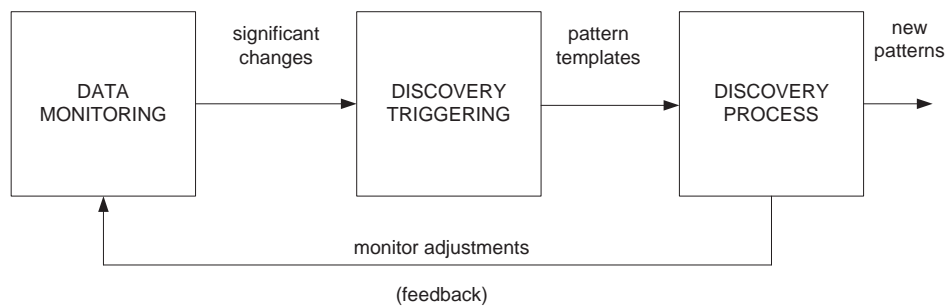 significant
changes
pattern
templates
new
patterns
DATA
MONITORING
DISCOVERY
TRIGGERING
DISCOVERY
PROCESS
monitor adjustments
(feedback)